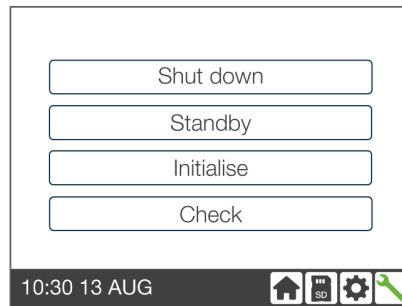 Shut down
Standby
Initialise
Check
10:30 13 AUG
SD